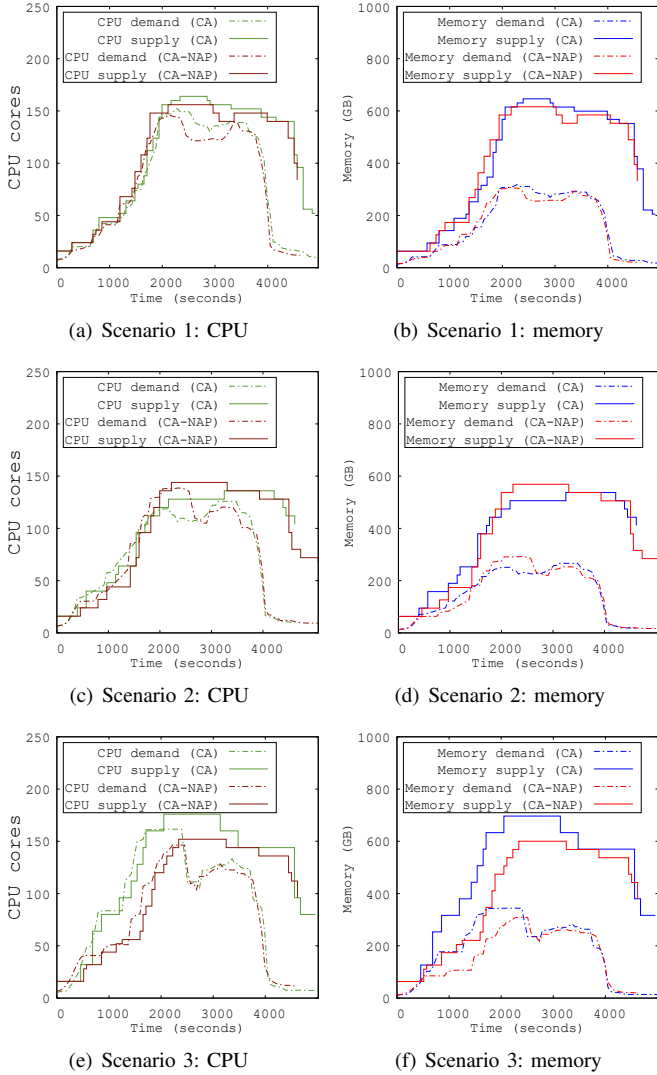 CPU demand (CA)
CPU supply (CA)
CPU demand (CA-NAP)
CPU supply (CA-NAP)
250
200
150
100
50
0
CPU cores
0 1000 2000 3000 4000
Time (seconds)
(a) Scenario 1: CPU
Memory demand (CA)
Memory supply (CA)
Memory demand (CA-NAP)
Memory supply (CA-NAP)
1000
800
600
400
200
0
Memory (GB)
0 1000 2000 3000 4000
Time (seconds)
(b) Scenario 1: memory
CPU demand (CA)
CPU supply (CA)
CPU demand (CA-NAP)
CPU supply (CA-NAP)
250
200
150
100
50
0
CPU cores
0 1000 2000 3000 4000
Time (seconds)
(c) Scenario 2: CPU
Memory demand (CA)
Memory supply (CA)
Memory demand (CA-NAP)
Memory supply (CA-NAP)
1000
800
600
400
200
0
Memory (GB)
0 1000 2000 3000 4000
Time (seconds)
(d) Scenario 2: memory
CPU demand (CA)
CPU supply (CA)
CPU demand (CA-NAP)
CPU supply (CA-NAP)
250
200
150
100
50
0
CPU cores
0 1000 2000 3000 4000
Time (seconds)
(e) Scenario 3: CPU
Memory demand (CA)
Memory supply (CA)
Memory demand (CA-NAP)
Memory supply (CA-NAP)
1000
800
600
400
200
0
Memory (GB)
0 1000 2000 3000 4000
Time (seconds)
(f) Scenario 3: memory